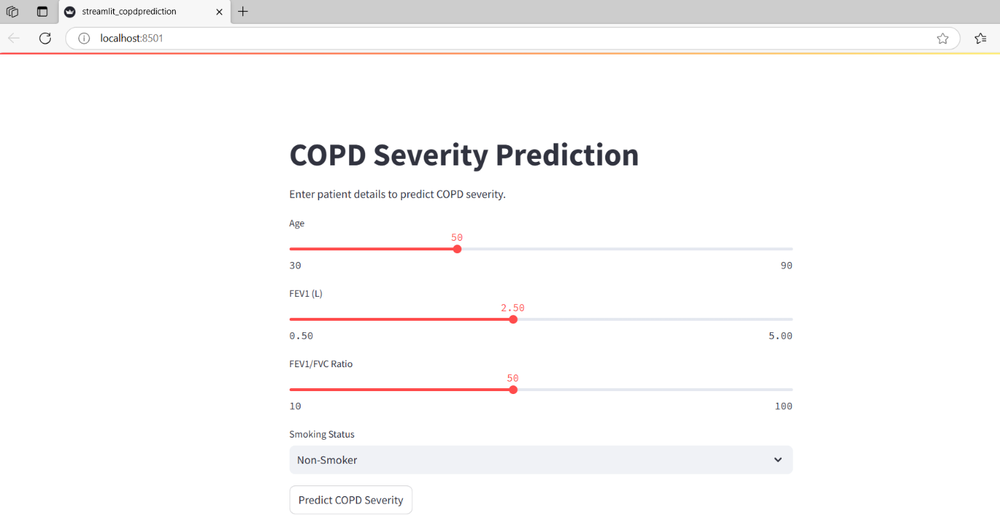 streamlit_copdprediction
localhost:8501
COPD Severity Prediction
Enter patient details to predict COPD severity.
Age
50
30 90
FEV1 (L)
2.50
0.50 5.00
FEV1/FVC Ratio
50
10 100
Smoking Status
Non-Smoker
Predict COPD Severity